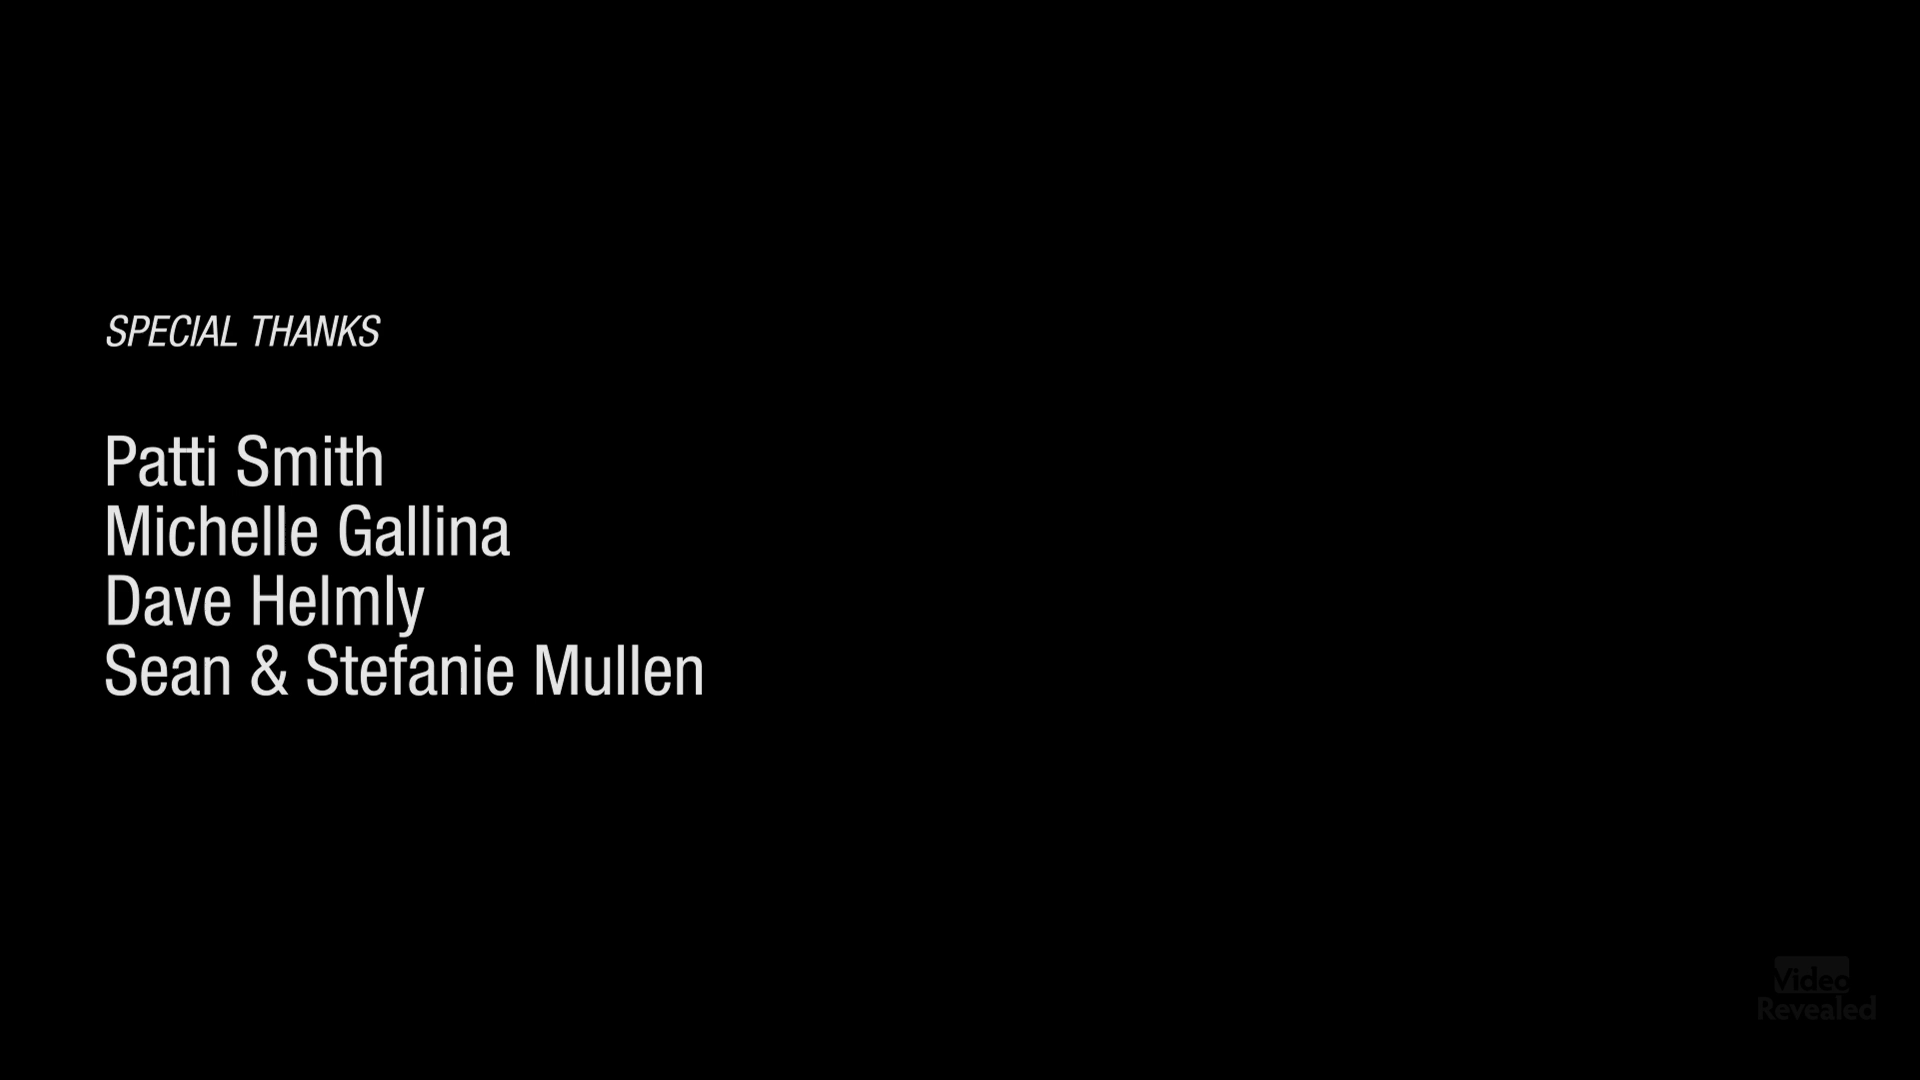 SPECIAL THANKS
Patti Smith
Michelle Gallina
Dave Helmly
Sean & Stefanie Mullen
Video
Revealed